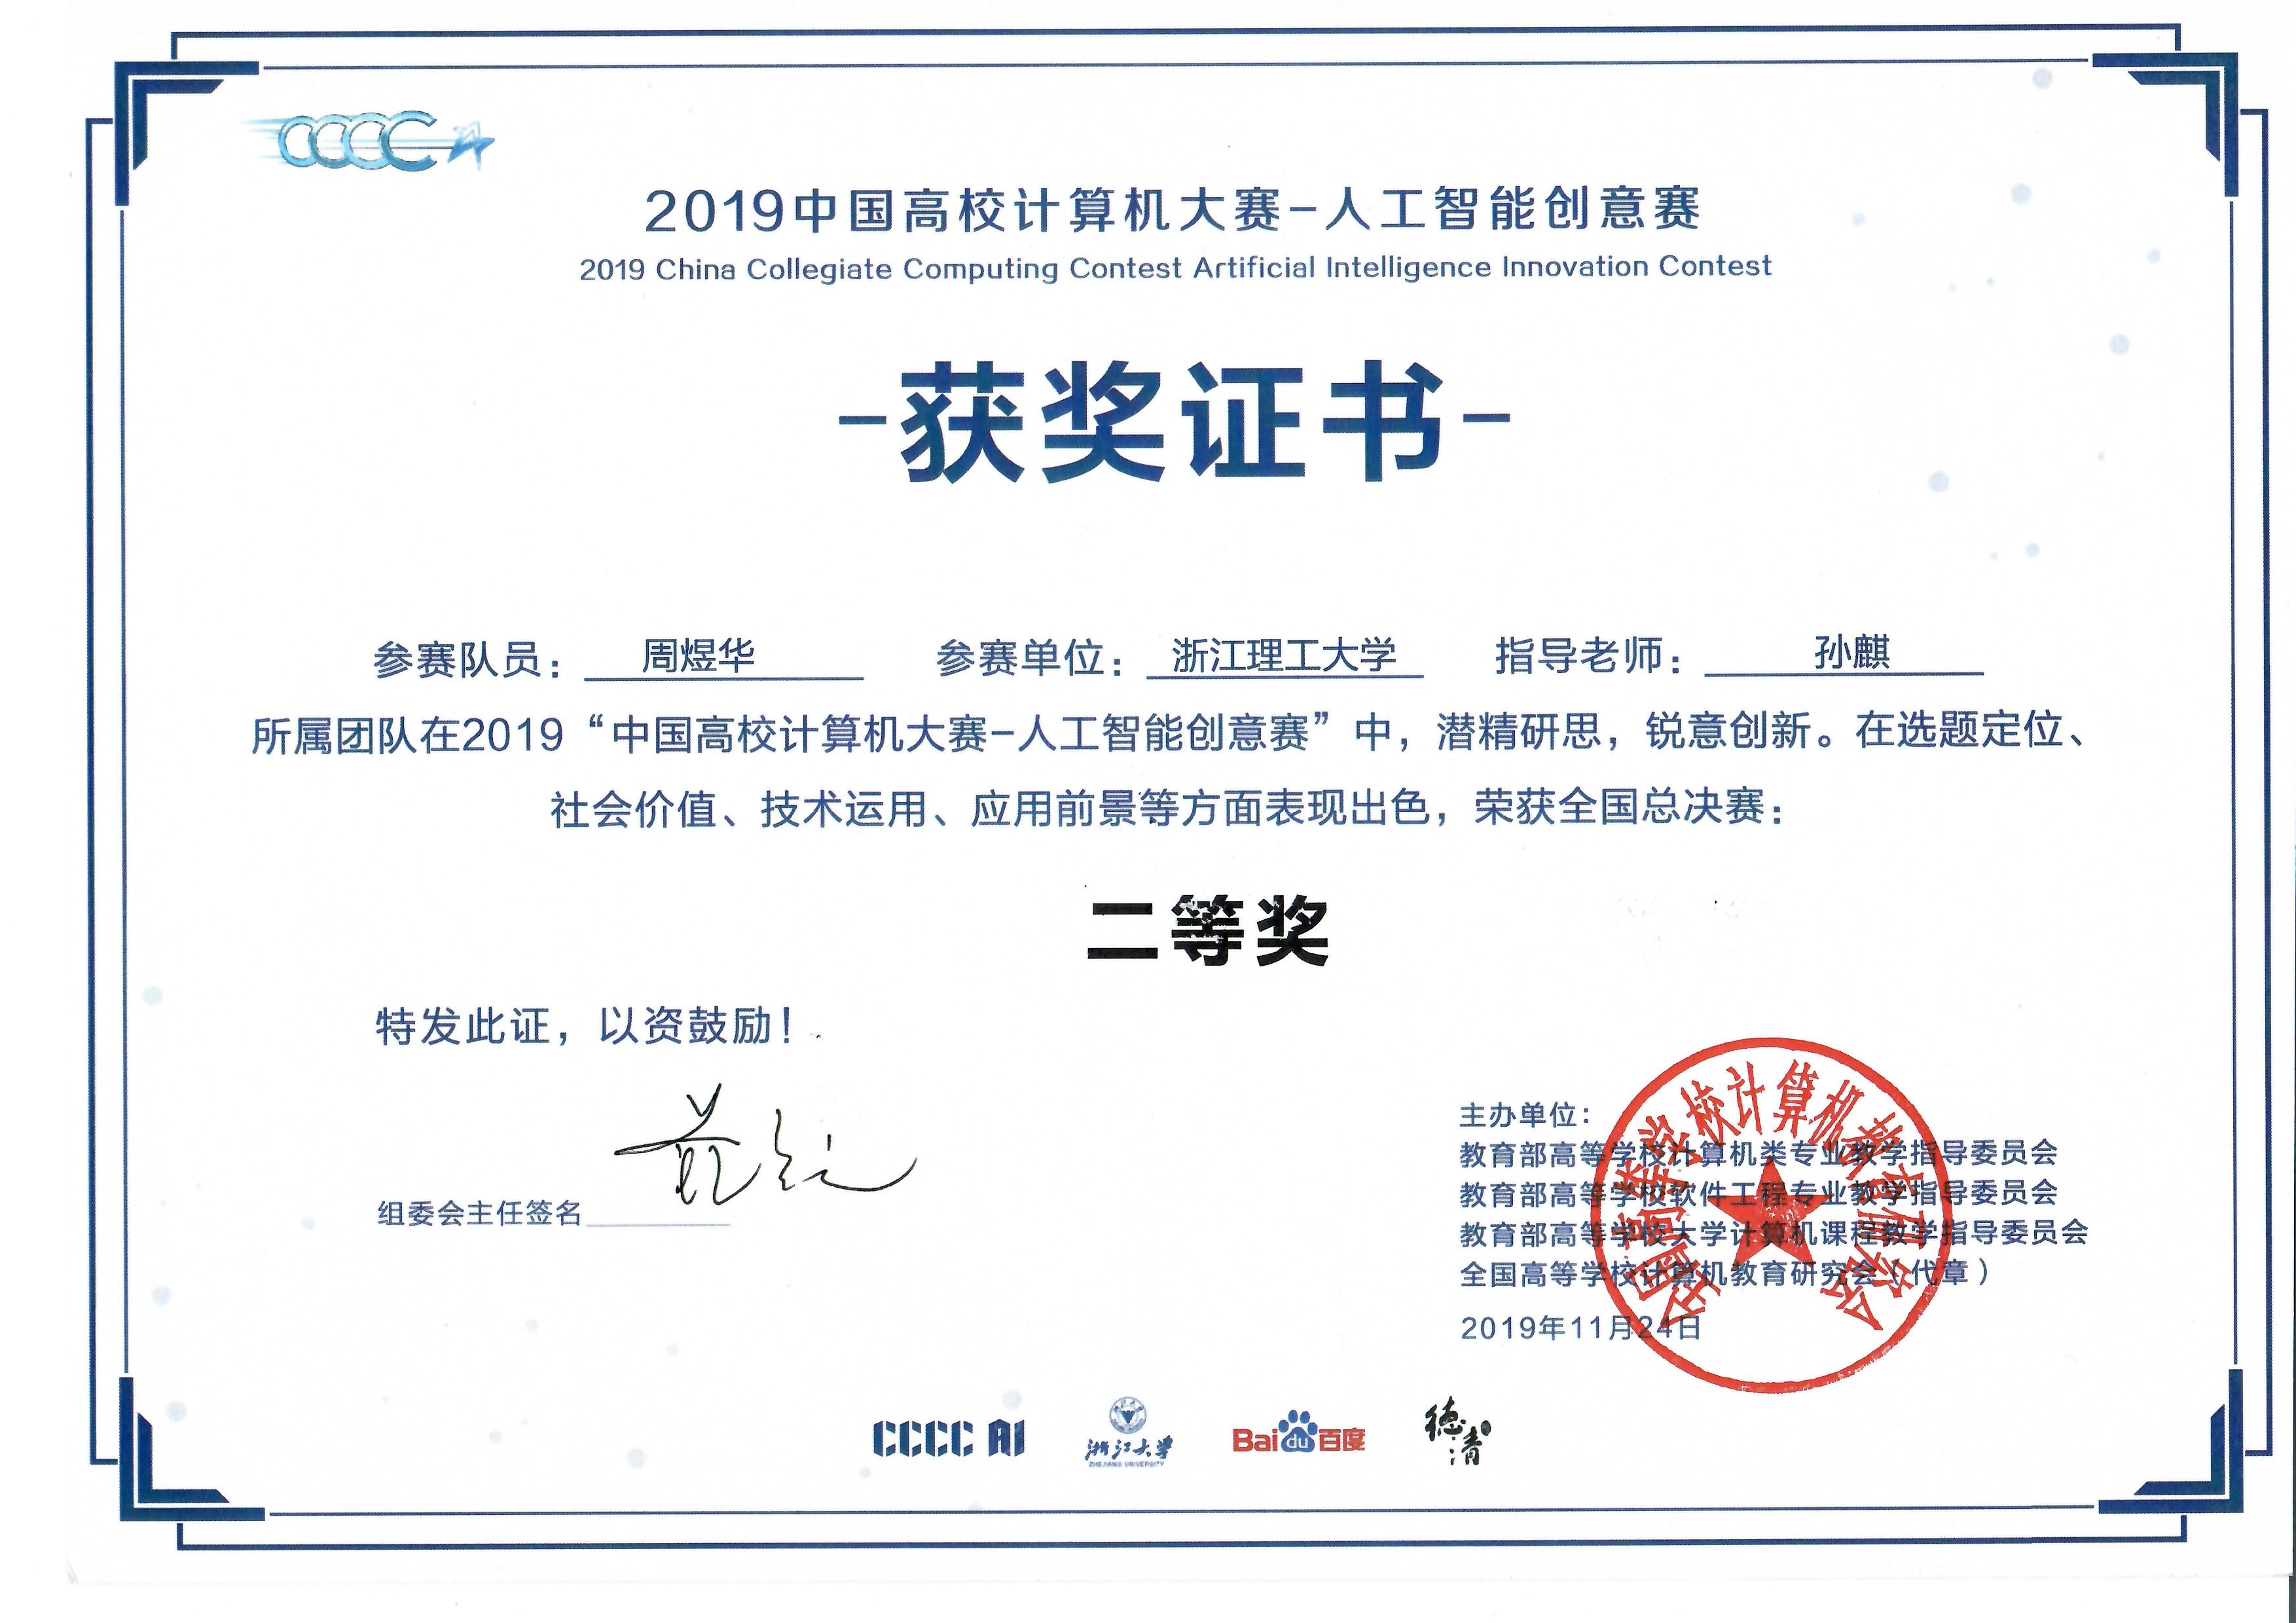 CCCC
2019中国高校计算机大赛-人工智能创意赛
2019 China Collegiate Computing Contest Artificial Intelligence Innovation Contest
-获奖证书-
参赛队员：周煜华 参赛单位：浙江理工大学 指导老师：孙麒
所属团队在2019“中国高校计算机大赛-人工智能创意赛”中，潜精研思，锐意创新。在选题定位、
社会价值、技术运用、应用前景等方面表现出色，荣获全国总决赛：
二等奖
特发此证，以资鼓励！
组委会主任签名
主办单位：
教育部高等学校计算机类专业教学指导委员会
教育部高等学校软件工程专业教学指导委员会
教育部高等学校大学计算机课程教学指导委员会
全国高等学校计算机教育研究会（代章）
2019年11月24日
全国高等学校计算机教育研究会
CCCC AI
浙江大学
ZHEJIANG UNIVERSITY
Bai du 百度
德清